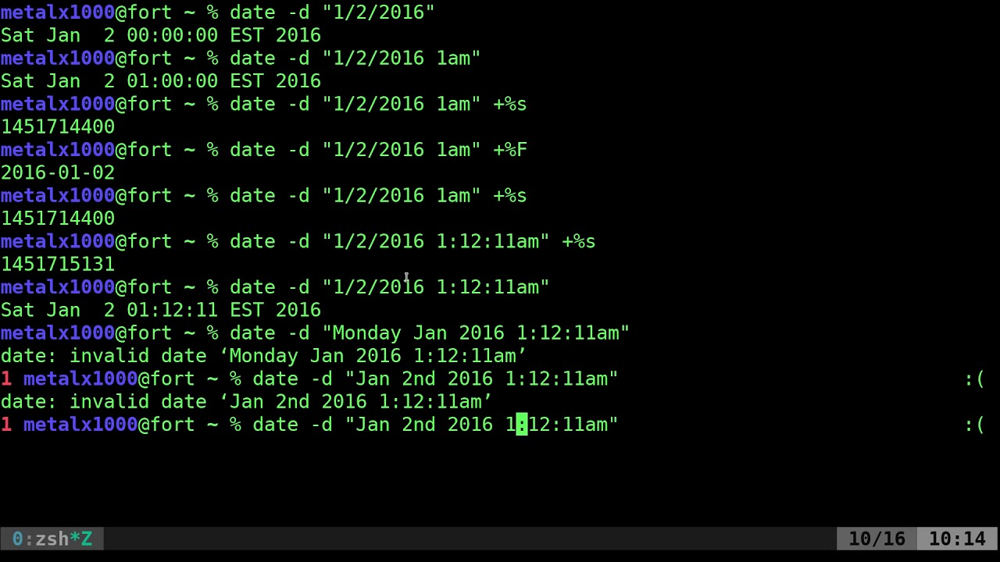 metalx1000@fort ~ % date -d "1/2/2016"
Sat Jan  2 00:00:00 EST 2016
metalx1000@fort ~ % date -d "1/2/2016 1am"
Sat Jan  2 01:00:00 EST 2016
metalx1000@fort ~ % date -d "1/2/2016 1am" +%s
1451714400
metalx1000@fort ~ % date -d "1/2/2016 1am" +%F
2016-01-02
metalx1000@fort ~ % date -d "1/2/2016 1am" +%s
1451714400
metalx1000@fort ~ % date -d "1/2/2016 1:12:11am" +%s
1451715131
metalx1000@fort ~ % date -d "1/2/2016 1:12:11am"
Sat Jan  2 01:12:11 EST 2016
metalx1000@fort ~ % date -d "Monday Jan 2016 1:12:11am"
date: invalid date ‘Monday Jan 2016 1:12:11am’
1 metalx1000@fort ~ % date -d "Jan 2nd 2016 1:12:11am" :(
date: invalid date ‘Jan 2nd 2016 1:12:11am’
1 metalx1000@fort ~ % date -d "Jan 2nd 2016 1:12:11am" :(
0:zsh*Z 10/16 10:14